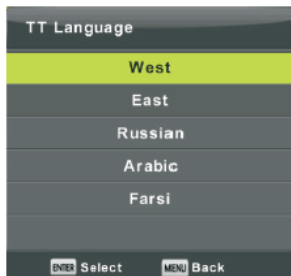 TT Language
West
East
Russian
Arabic
Farsi
ENTER Select MENU Back